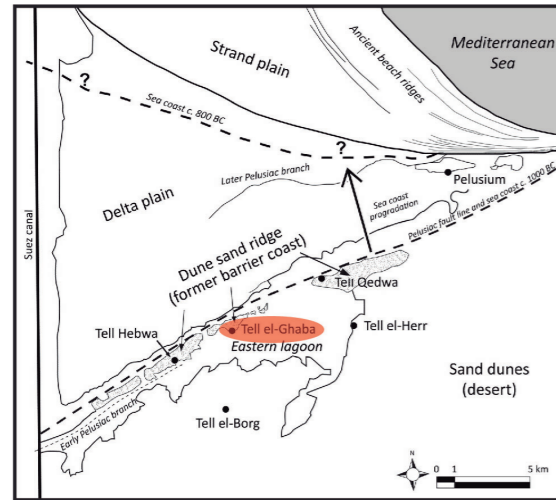 Mediterranean
Sea
Strand plain
Ancient beach ridges
?
Sea coast c. 800 BC
?
Later Pelusiac branch
Pelusium
Delta plain
Sea coast
progradation
Pelusiac fault line and sea coast c. 1000 BC
Suez canal
Dune sand ridge
(former barrier coast)
Tell Qedwa
Tell Hebwa
Tell el-Ghaba
Tell el-Herr
Eastern lagoon
Sand dunes
(desert)
Early Pelusiac branch
Tell el-Borg
N
0 1 5 km